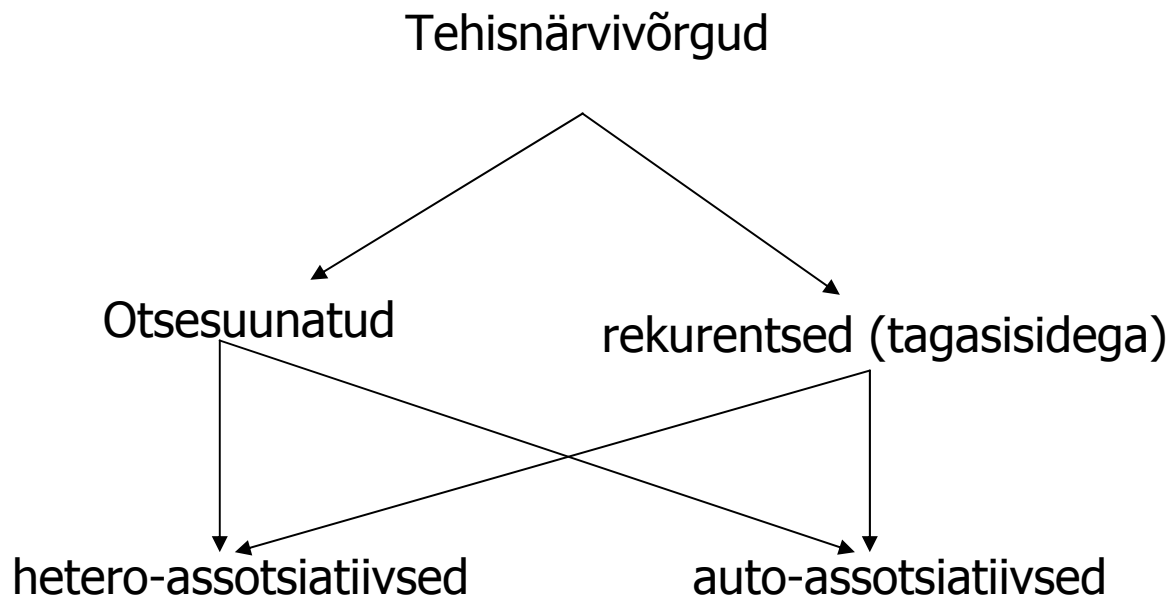 Tehisnärvivõrgud
Otsesuunatud
rekurentsed (tagasisidega)
hetero-assotsiatiivsed
auto-assotsiatiivsed